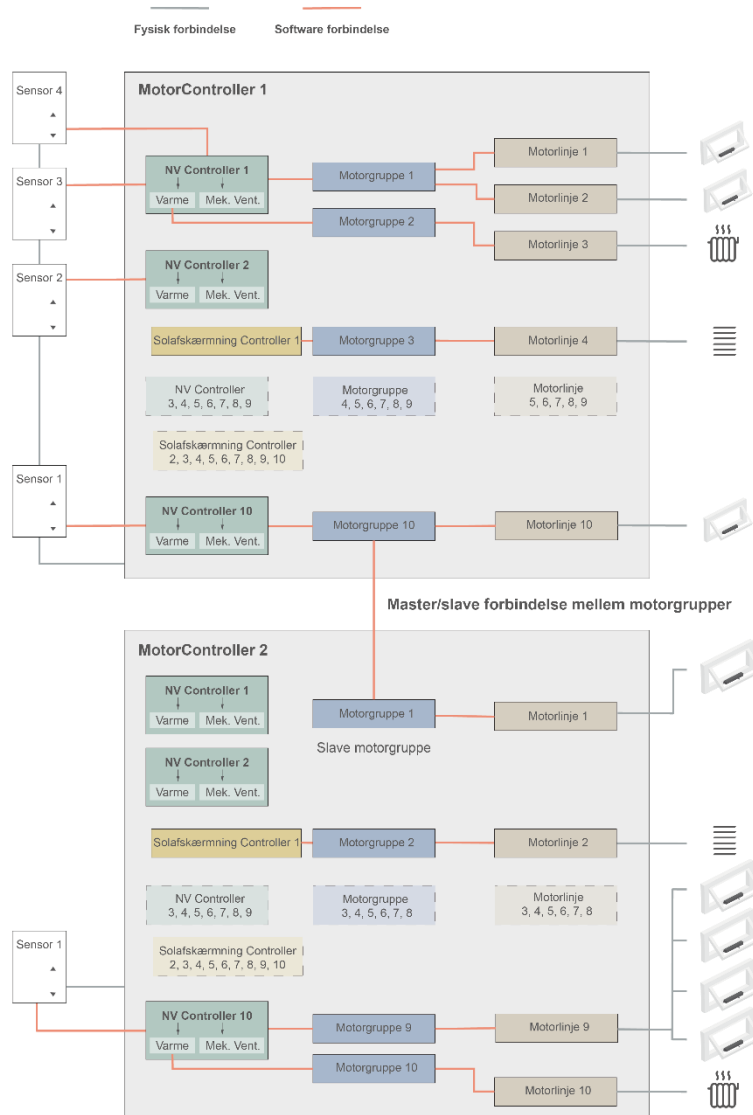 Fysisk forbindelse
Software forbindelse
Sensor 4
MotorController 1
Motorlinje 1
NV Controller 1
Varme
Mek. Vent.
Motorgruppe 1
Sensor 3
Motorlinje 2
Motorgruppe 2
Motorlinje 3
Sensor 2
NV Controller 2
Varme
Mek. Vent.
Solafskærmning Controller 1
Motorgruppe 3
Motorlinje 4
NV Controller
3, 4, 5, 6, 7, 8, 9
Motorgruppe
4, 5, 6, 7, 8, 9
Motorlinje
5, 6, 7, 8, 9
Solafskærmning Controller
2, 3, 4, 5, 6, 7, 8, 9, 10
Sensor 1
NV Controller 10
Varme
Mek. Vent.
Motorgruppe 10
Motorlinje 10
Master/slave forbindelse mellem motorgrupper
MotorController 2
NV Controller 1
Varme
Mek. Vent.
Motorgruppe 1
Motorlinje 1
Slave motorgruppe
NV Controller 2
Varme
Mek. Vent.
Solafskærmning Controller 1
Motorgruppe 2
Motorlinje 2
NV Controller
3, 4, 5, 6, 7, 8, 9
Motorgruppe
3, 4, 5, 6, 7, 8
Motorlinje
3, 4, 5, 6, 7, 8
Solafskærmning Controller
2, 3, 4, 5, 6, 7, 8, 9, 10
Sensor 1
NV Controller 10
Varme
Mek. Vent.
Motorgruppe 9
Motorlinje 9
Motorgruppe 10
Motorlinje 10